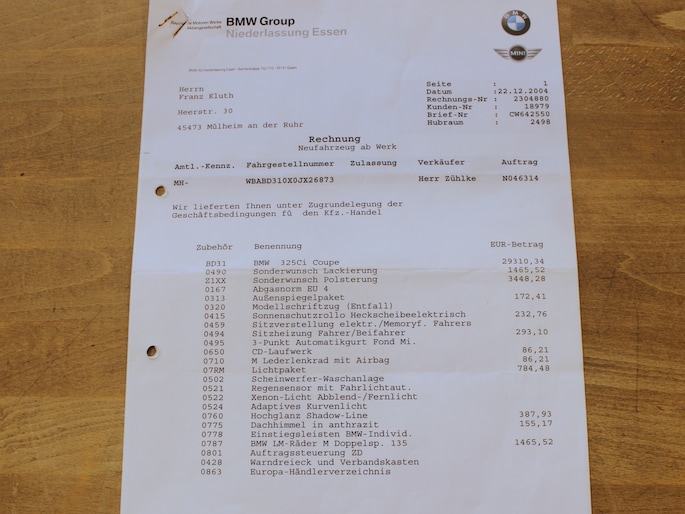 BMW Group
Niederlassung Essen
BMW
MINI
Herrn
Franz Kluth
Heerstr. 30
45473 Mülheim an der Ruhr
Seite : 1
Datum :22.12.2004
Rechnungs-Nr : 2304880
Kunden-Nr : 18979
Brief-Nr : CW642550
Hubraum : 2498
Rechnung
Neufahrzeug ab Werk
Amtl.-Kennz. Fahrgestellnummer Zulassung Verkäufer Auftrag
MH- WBABD310X0JX26873 Herr Zühlke N046314
Wir lieferten Ihnen unter Zugrundelegung der
Geschäftsbedingungen fü den Kfz.-Handel
Zubehör Benennung EUR-Betrag
BD31 BMW 325Ci Coupe 29310,34
0490 Sonderwunsch Lackierung 1465,52
Z1XX Sonderwunsch Polsterung 3448,28
0167 Abgasnorm EU 4
0313 Außenspiegelpaket 172,41
0320 Modellschriftzug (Entfall)
0415 Sonnenschutzrollo Heckscheibeelektrisch 232,76
0459 Sitzverstellung elektr./Memoryf. Fahrers
0494 Sitzheizung Fahrer/Beifahrer 293,10
0495 3-Punkt Automatikgurt Fond Mi.
0650 CD-Laufwerk 86,21
0710 M Lederlenkrad mit Airbag 86,21
07RM Lichtpaket 784,48
0502 Scheinwerfer-Waschanlage
0521 Regensensor mit Fahrlichtaut.
0522 Xenon-Licht Abblend-/Fernlicht
0524 Adaptives Kurvenlicht
0760 Hochglanz Shadow-Line 387,93
0775 Dachhimmel in anthrazit 155,17
0778 Einstiegsleisten BMW-Individ.
0787 BMW LM-Räder M Doppelsp. 135 1465,52
0801 Auftragssteuerung ZD
0428 Warndreieck und Verbandskasten
0863 Europa-Händlerverzeichnis